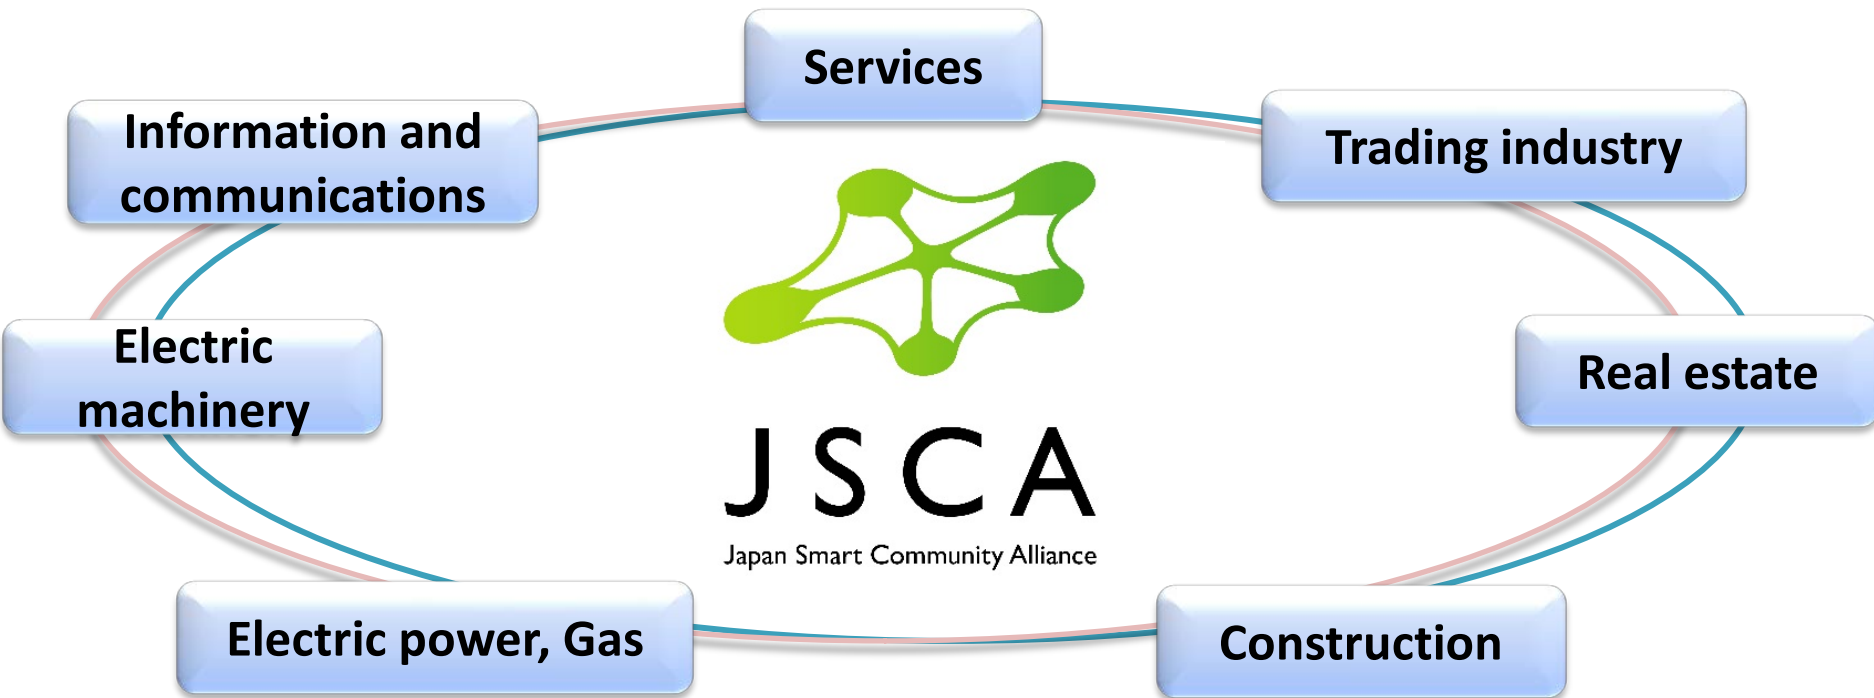 Services
Information and
communications
Trading industry
Electric
machinery
Real estate
JSCA
Japan Smart Community Alliance
Electric power, Gas
Construction